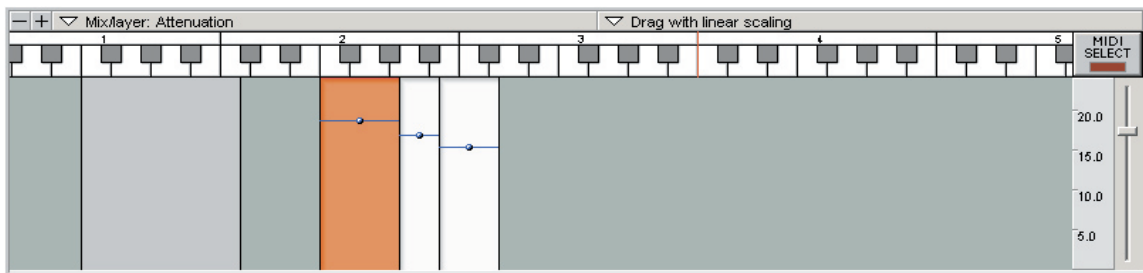 − + Mix/layer: Attenuation Drag with linear scaling
1 2 3 4 5 MIDI
SELECT
20.0
15.0
10.0
5.0